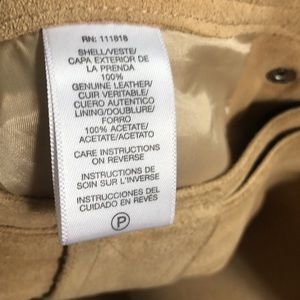 RN: 111818
SHELL/VESTE/
CAPA EXTERIOR DE
LA PRENDA
100%
GENUINE LEATHER/
CUIR VERITABLE/
CUERO AUTENTICO
LINING/DOUBLURE/
FORRO
100% ACETATE/
ACETATE/ACETATO
CARE INSTRUCTIONS
ON REVERSE
INSTRUCTIONS DE
SOIN SUR L'INVERSE
INSTRUCCIONES DEL
CUIDADO EN REVES
P